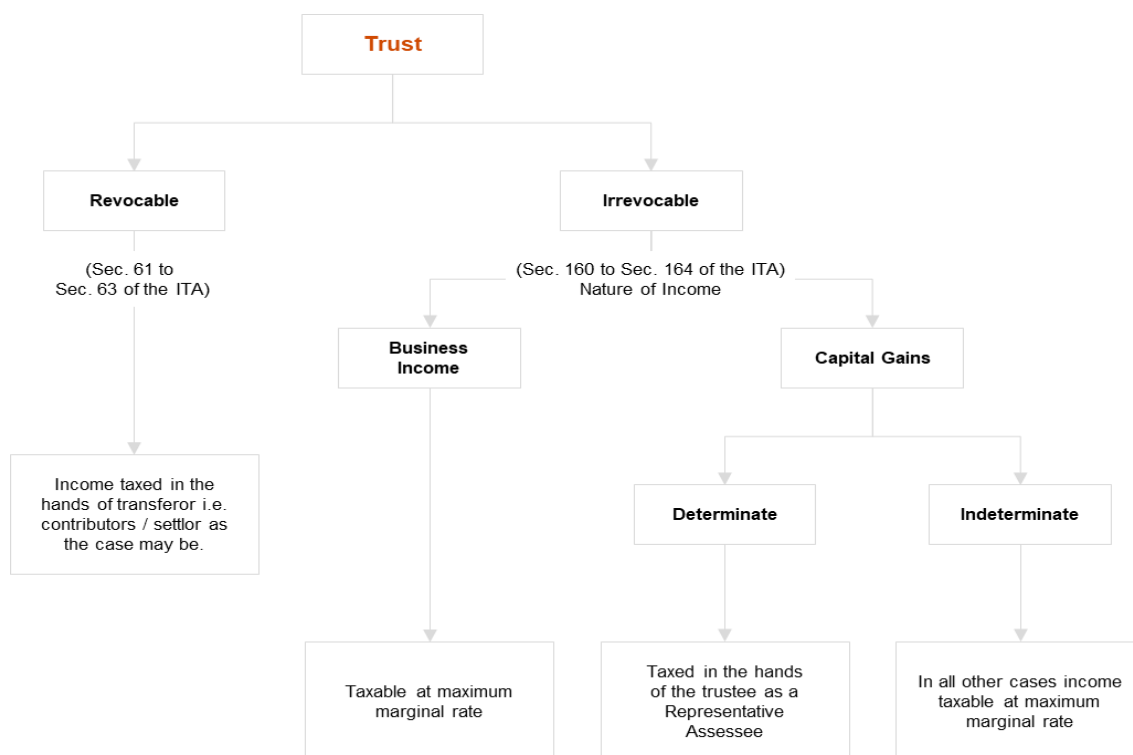 Trust
Revocable
Irrevocable
(Sec. 61 to
Sec. 63 of the ITA)
(Sec. 160 to Sec. 164 of the ITA)
Nature of Income
Business
Income
Capital Gains
Income taxed in the
hands of transferor i.e.
contributors / settlor as
the case may be.
Determinate
Indeterminate
Taxable at maximum
marginal rate
Taxed in the hands
of the trustee as a
Representative
Assessee
In all other cases income
taxable at maximum
marginal rate